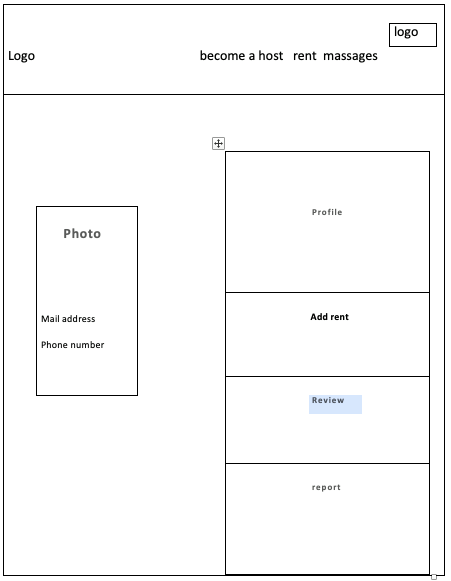 logo
Logo
become a host rent massages
Profile
Photo
Add rent
Mail address
Phone number
Review
report